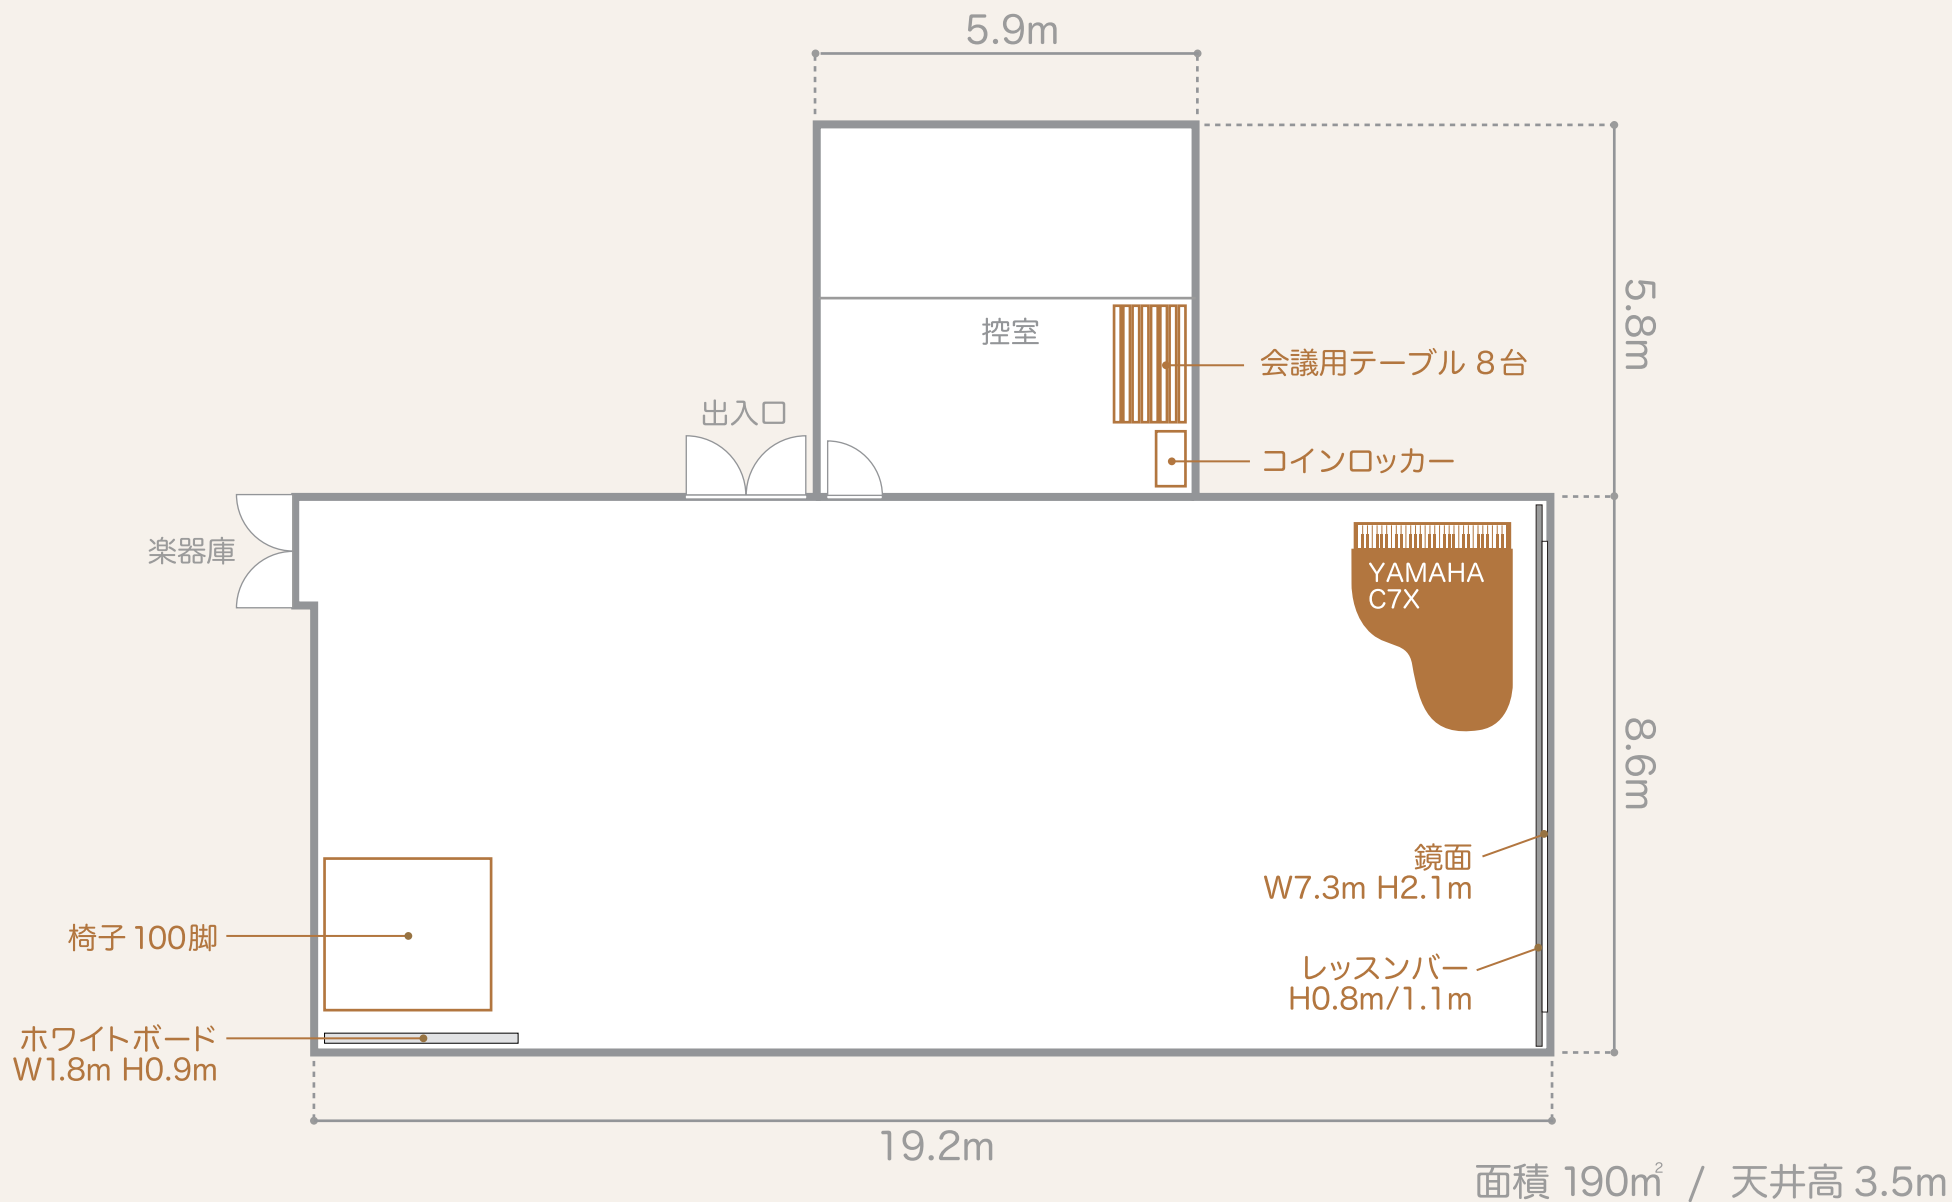 5.9m
5.8m
控室
会議用テーブル 8台
出入口
コインロッカー
楽器庫
YAMAHA
C7X
8.6m
鏡面
W7.3m H2.1m
椅子 100脚
レッスンバー
H0.8m/1.1m
ホワイトボード
W1.8m H0.9m
19.2m
面積 190㎡ / 天井高 3.5m